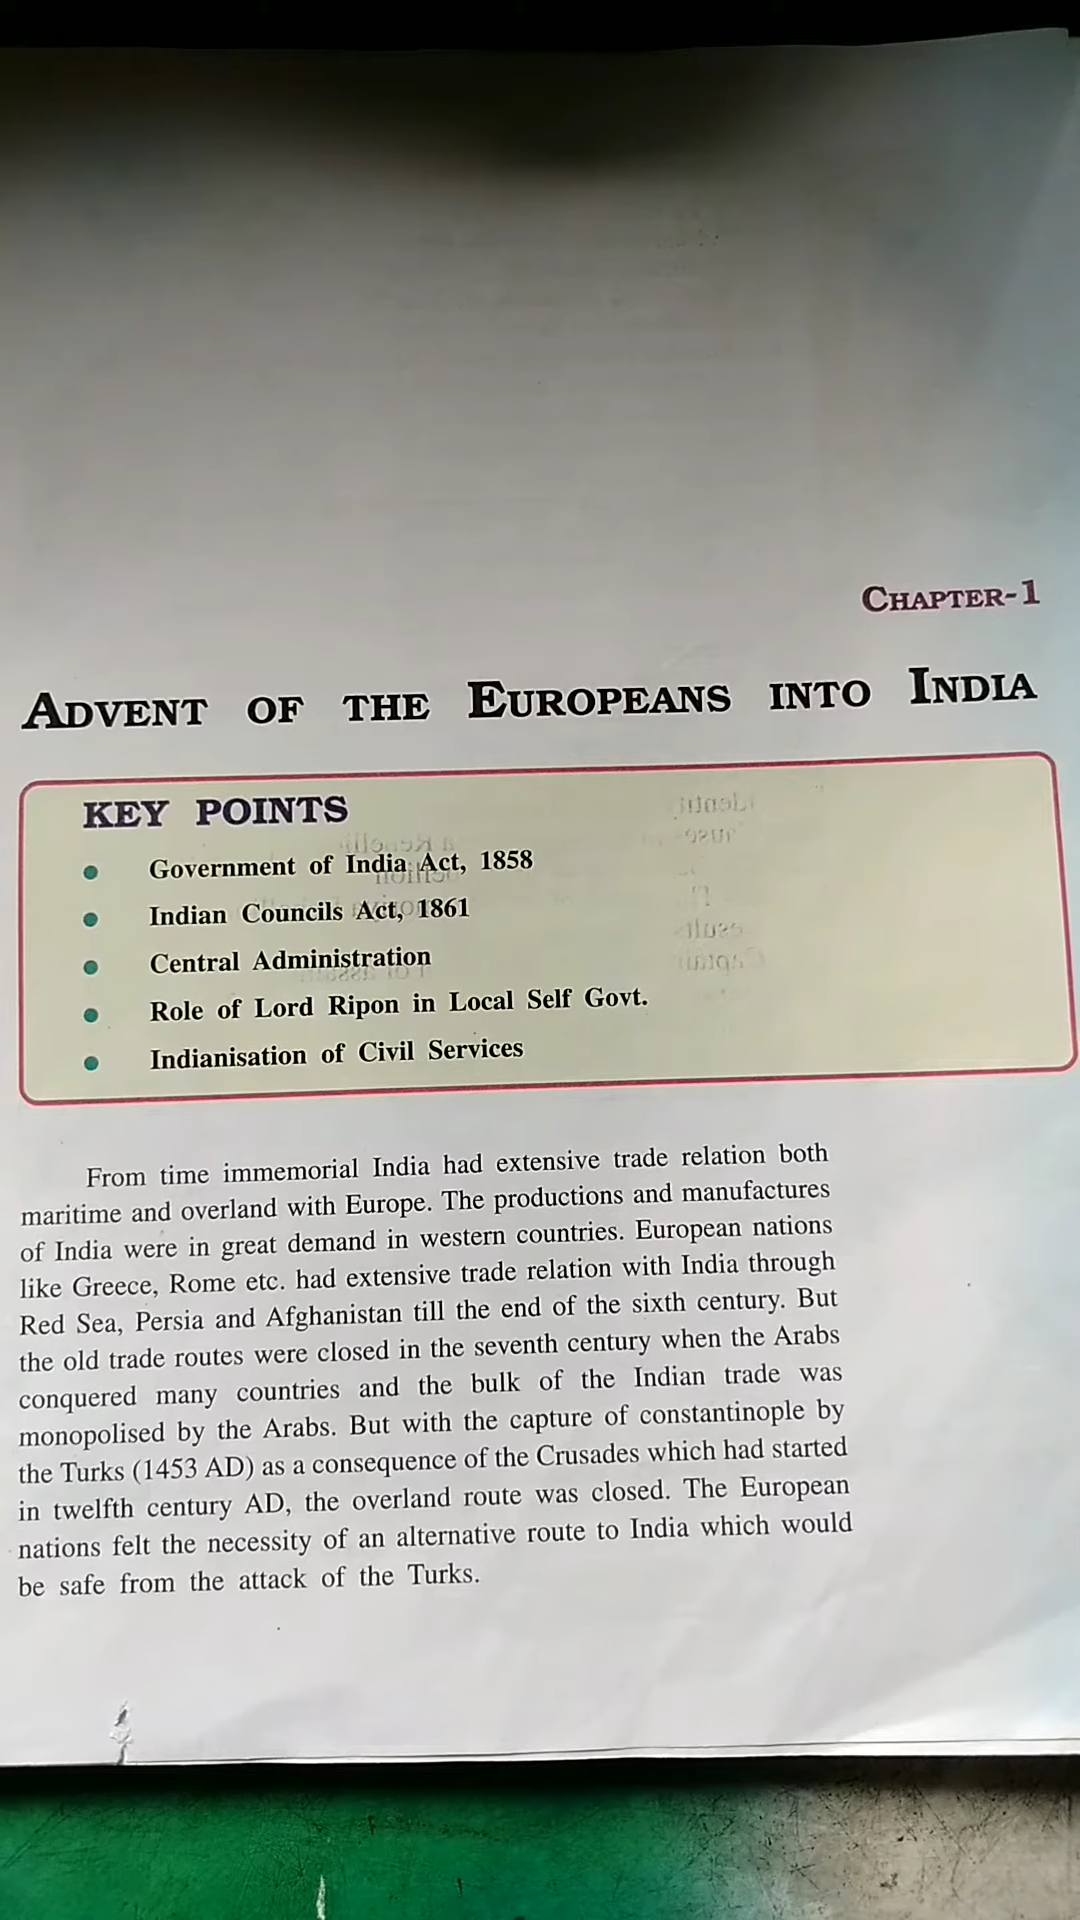 CHAPTER-1
ADVENT OF THE EUROPEANS INTO INDIA
KEY POINTS
● Government of India Act, 1858
● Indian Councils Act, 1861
● Central Administration
● Role of Lord Ripon in Local Self Govt.
● Indianisation of Civil Services
From time immemorial India had extensive trade relation both
maritime and overland with Europe. The productions and manufactures
of India were in great demand in western countries. European nations
like Greece, Rome etc. had extensive trade relation with India through
Red Sea, Persia and Afghanistan till the end of the sixth century. But
the old trade routes were closed in the seventh century when the Arabs
conquered many countries and the bulk of the Indian trade was
monopolised by the Arabs. But with the capture of constantinople by
the Turks (1453 AD) as a consequence of the Crusades which had started
in twelfth century AD, the overland route was closed. The European
nations felt the necessity of an alternative route to India which would
be safe from the attack of the Turks.